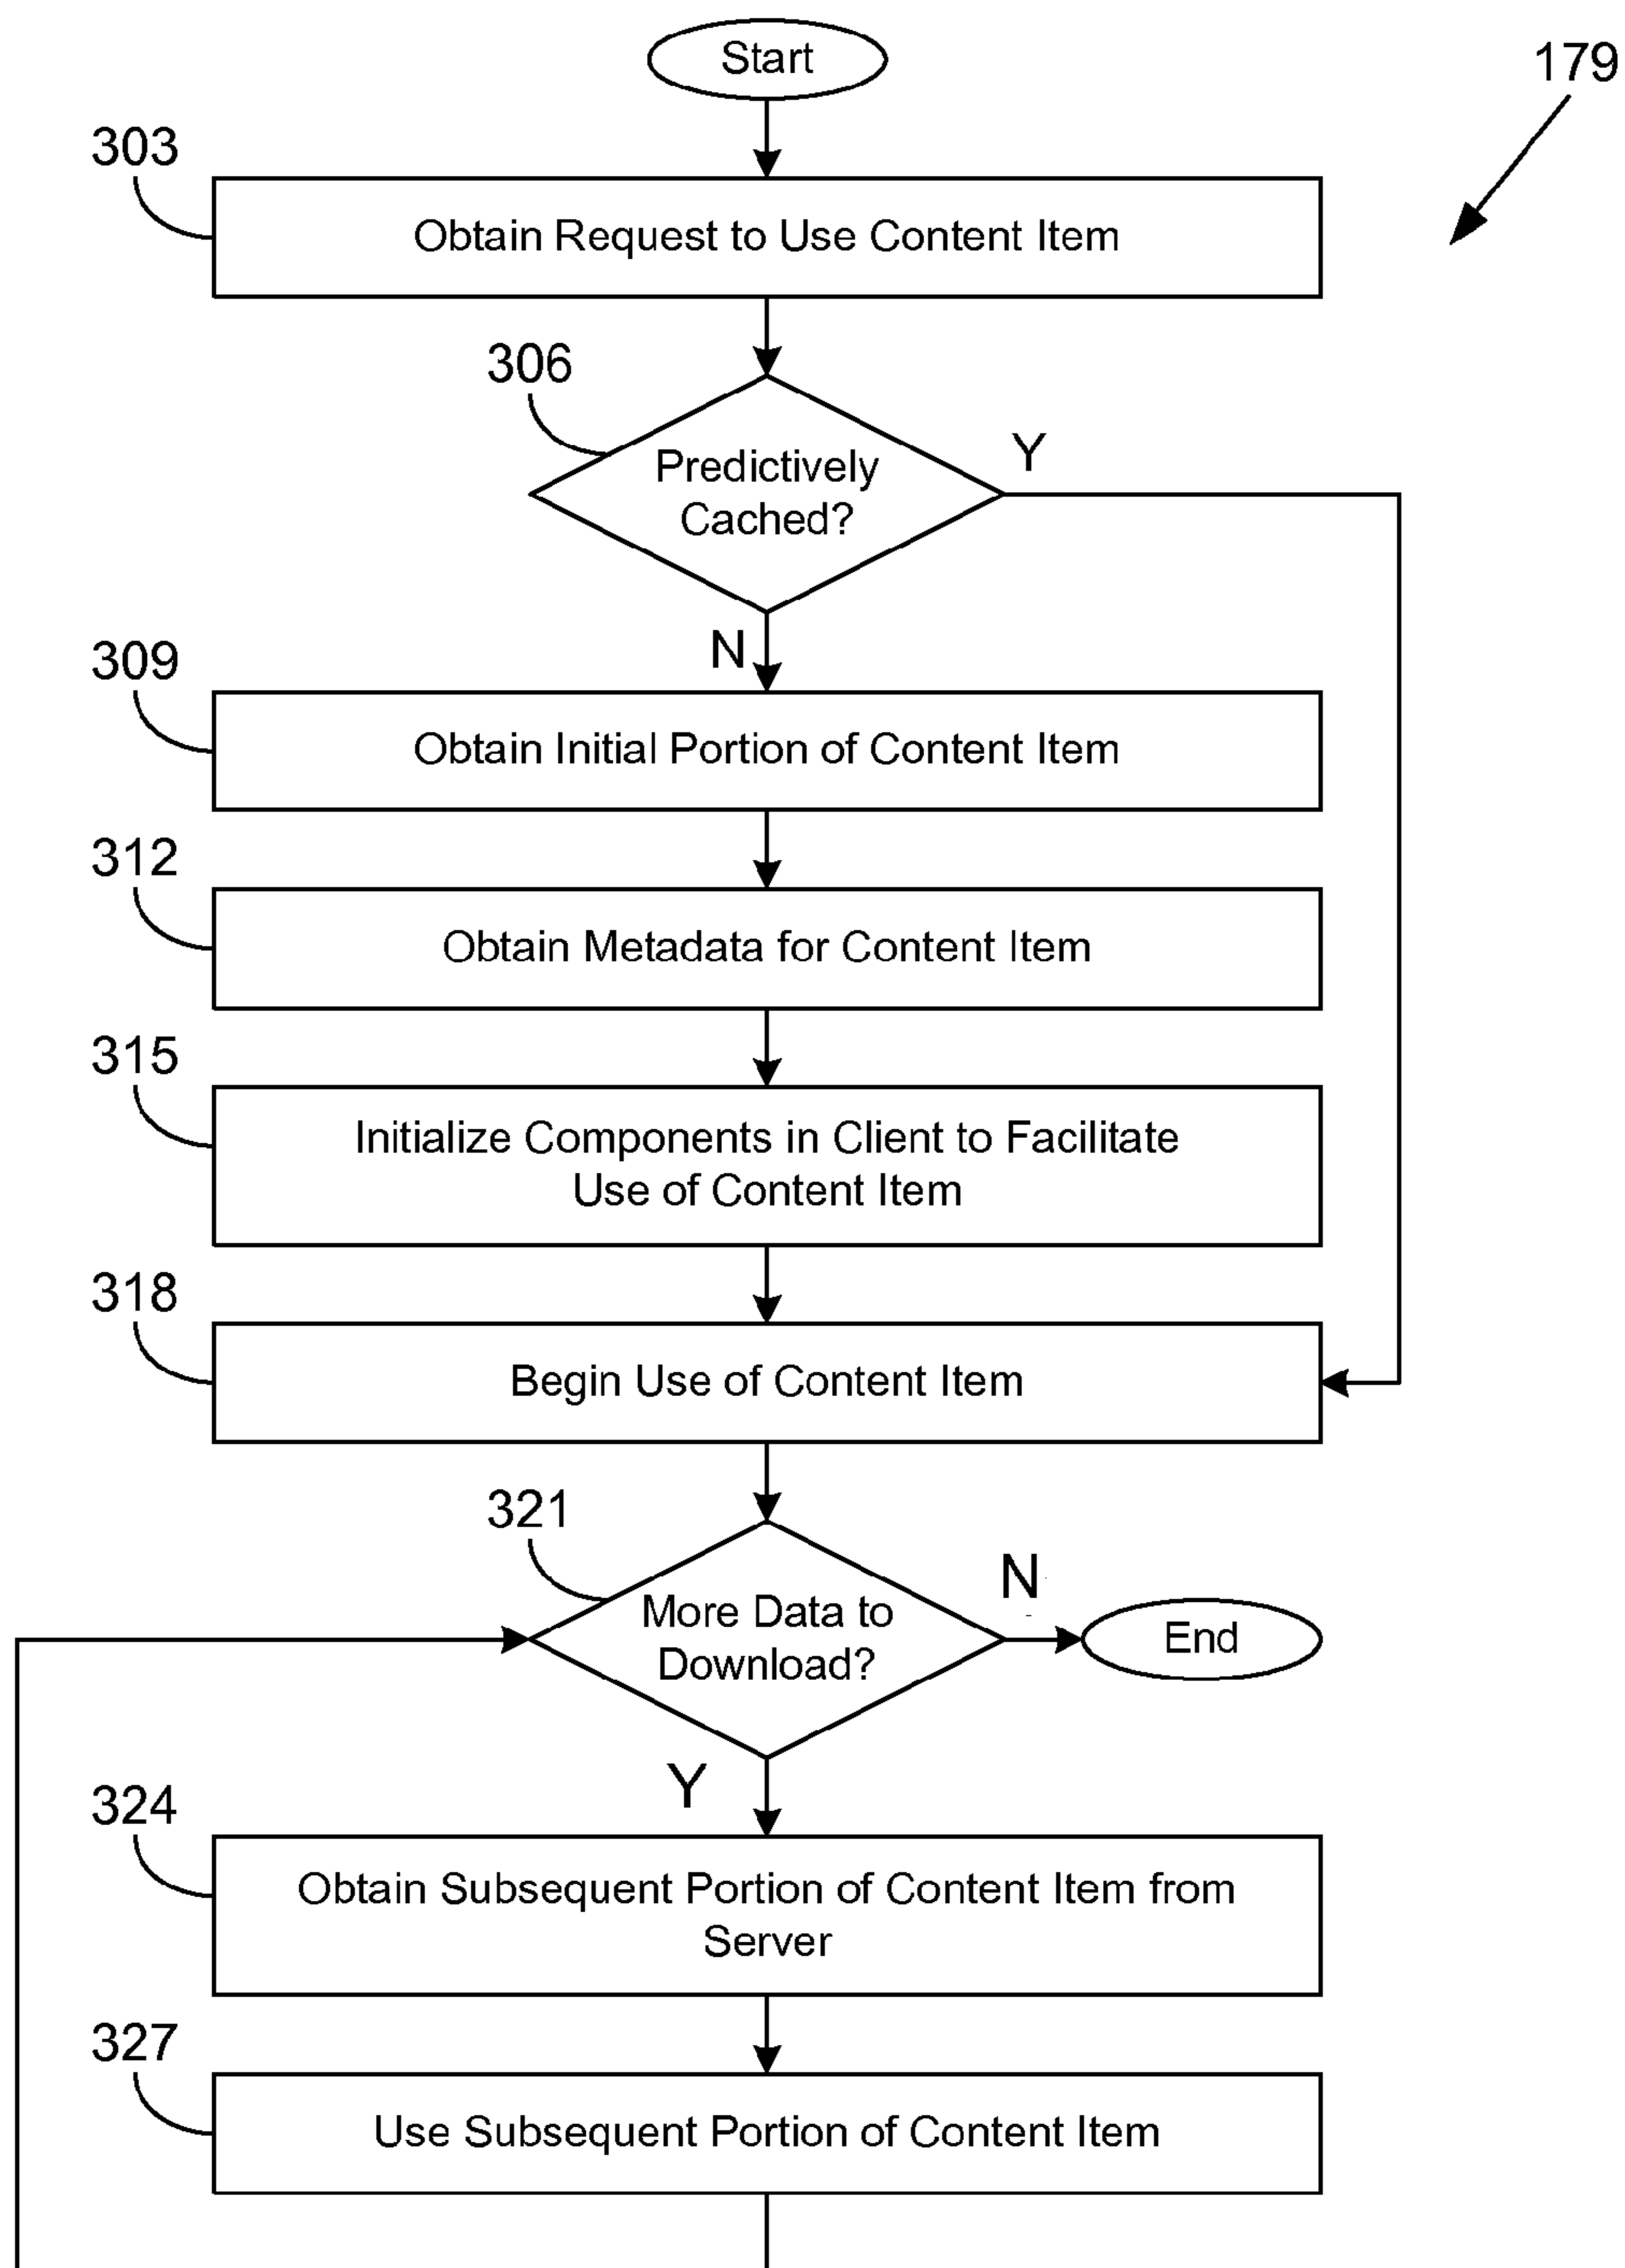 Start
179
303
Obtain Request to Use Content Item
306
Predictively
Cached?
Y
N
309
Obtain Initial Portion of Content Item
312
Obtain Metadata for Content Item
315
Initialize Components in Client to Facilitate
Use of Content Item
318
Begin Use of Content Item
321
More Data to
Download?
N
End
Y
324
Obtain Subsequent Portion of Content Item from
Server
327
Use Subsequent Portion of Content Item